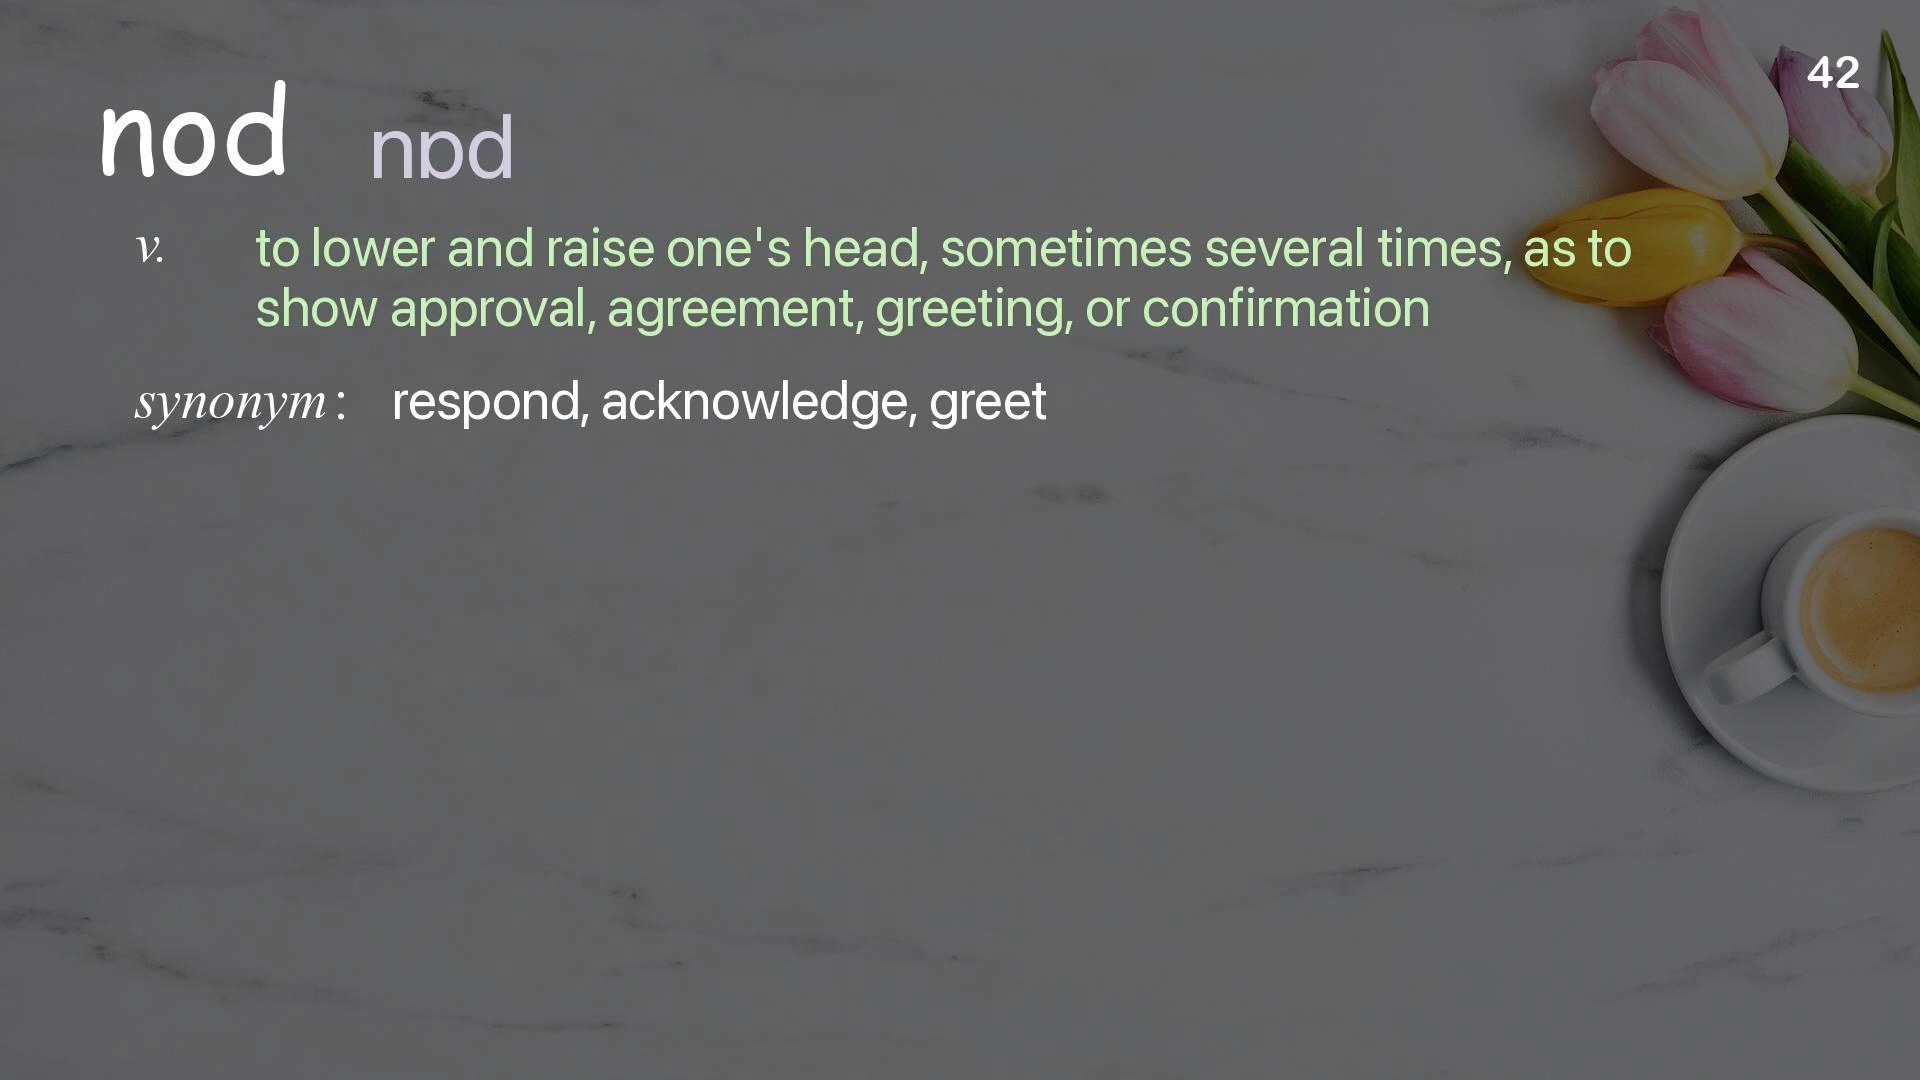 42
nod nɒd
v. to lower and raise one's head, sometimes several times, as to
show approval, agreement, greeting, or confirmation
synonym : respond, acknowledge, greet